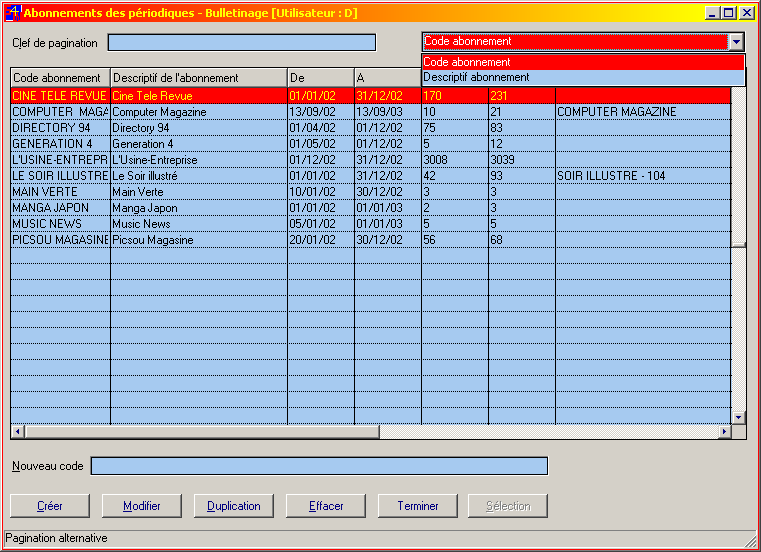 Abonnements des périodiques - Bulletinage [Utilisateur : D]
Clef de pagination
Code abonnement
Code abonnement
Descriptif abonnement
Code abonnement Descriptif de l'abonnement De A
CINE TELE REVUE Cine Tele Revue 01/01/02 31/12/02 170 231
COMPUTER MAGA Computer Magazine 13/09/02 13/09/03 10 21 COMPUTER MAGAZINE
DIRECTORY 94 Directory 94 01/04/02 01/12/02 75 83
GENERATION 4 Generation 4 01/05/02 01/12/02 5 12
L'USINE-ENTREPR L'Usine-Entreprise 01/12/02 31/12/02 3008 3039
LE SOIR ILLUSTRE Le Soir illustré 01/01/02 31/12/02 42 93 SOIR ILLUSTRE - 104
MAIN VERTE Main Verte 10/01/02 30/12/02 3 3
MANGA JAPON Manga Japon 01/01/02 01/01/03 2 3
MUSIC NEWS Music News 05/01/02 01/01/03 5 5
PICSOU MAGASINE Picsou Magasine 20/01/02 30/12/02 56 68
Nouveau code
Créer Modifier Duplication Effacer Terminer Sélection
Pagination alternative